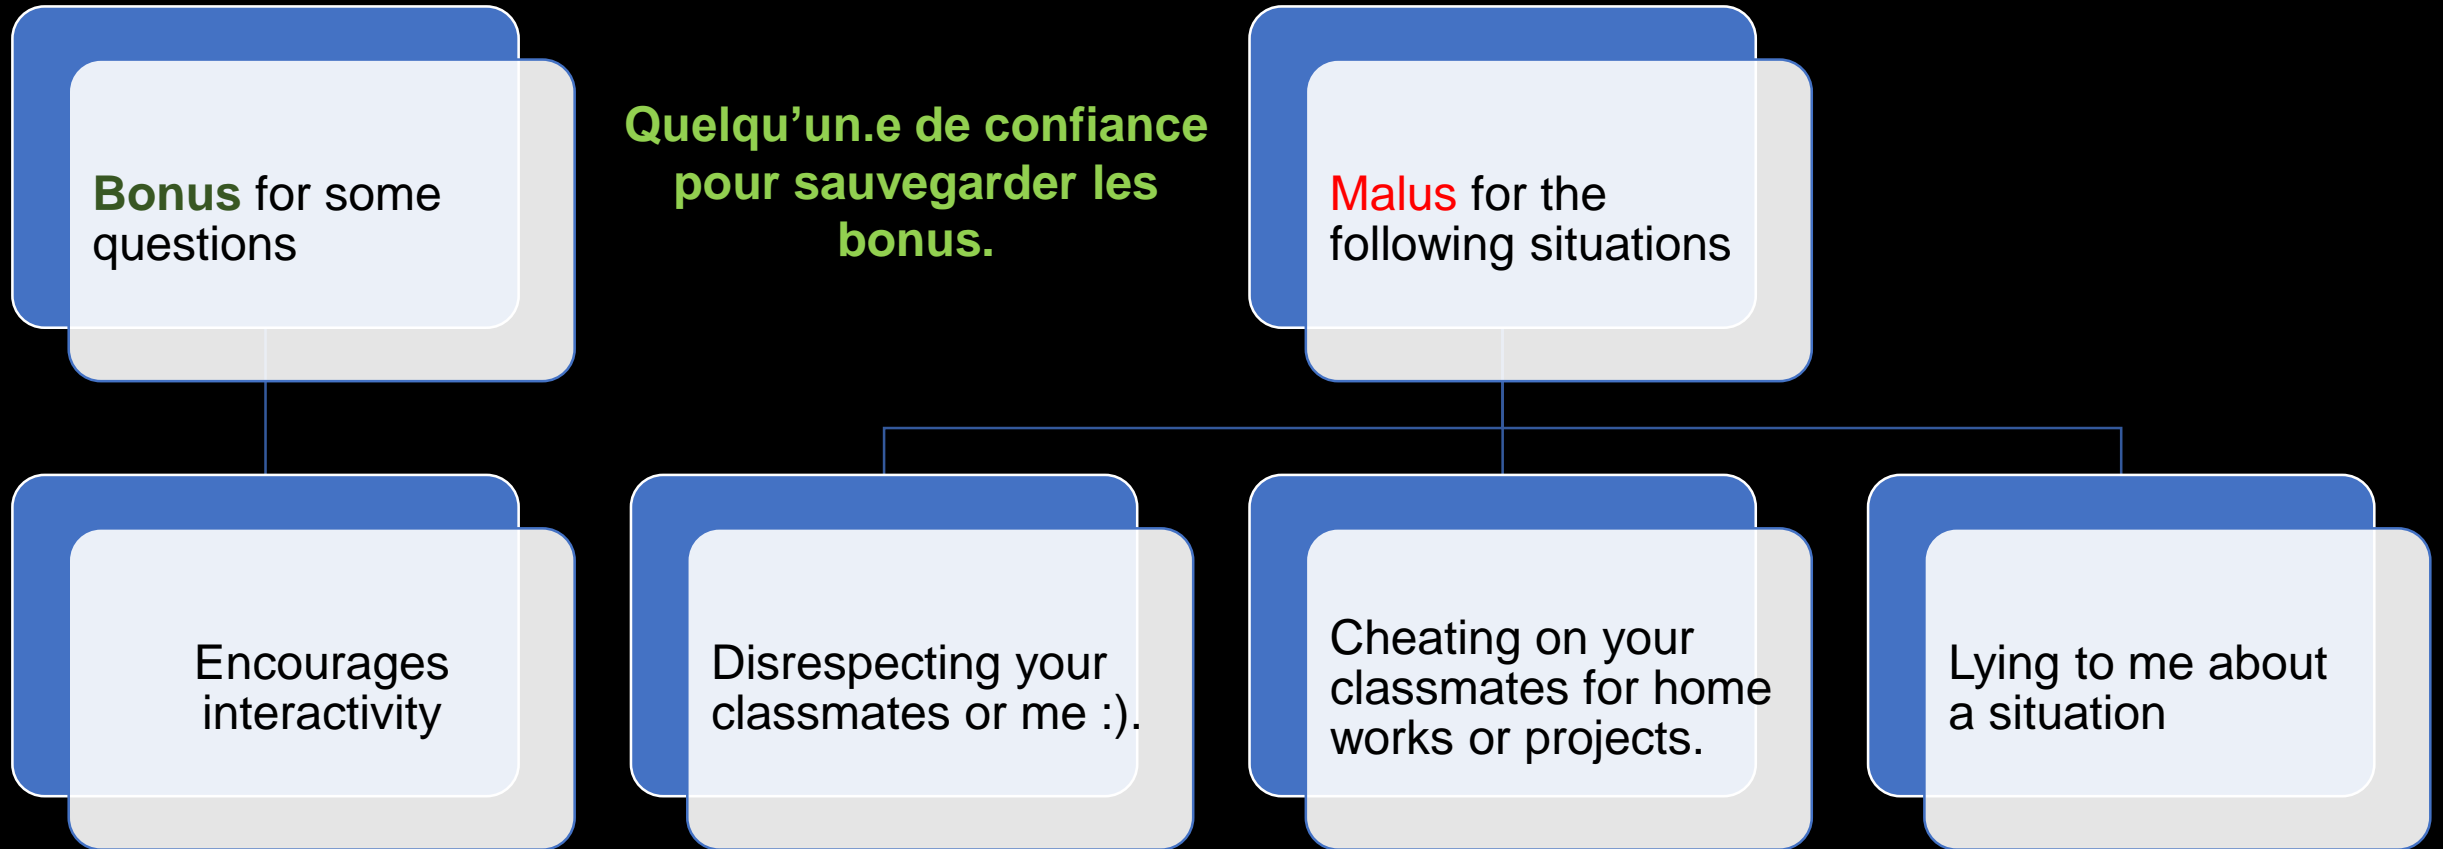 Bonus for some
questions
Quelqu’un.e de confiance
pour sauvegarder les
bonus.
Malus for the
following situations
Encourages
interactivity
Disrespecting your
classmates or me :).
Cheating on your
classmates for home
works or projects.
Lying to me about
a situation